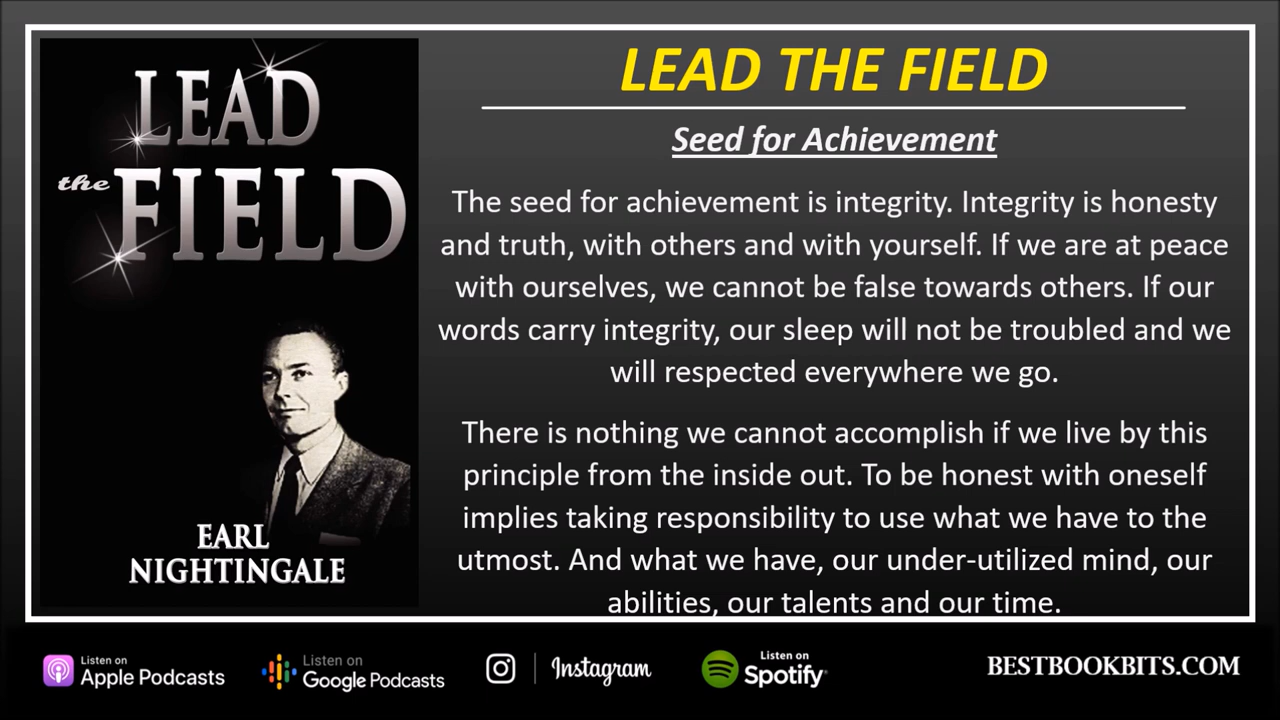 LEAD
the FIELD
EARL
NIGHTINGALE
LEAD THE FIELD
Seed for Achievement
The seed for achievement is integrity. Integrity is honesty
and truth, with others and with yourself. If we are at peace
with ourselves, we cannot be false towards others. If our
words carry integrity, our sleep will not be troubled and we
will respected everywhere we go.
There is nothing we cannot accomplish if we live by this
principle from the inside out. To be honest with oneself
implies taking responsibility to use what we have to the
utmost. And what we have, our under-utilized mind, our
abilities, our talents and our time.
Listen on
Apple Podcasts
Listen on
Google Podcasts
Instagram
Listen on
Spotify
BESTBOOKBITS.COM